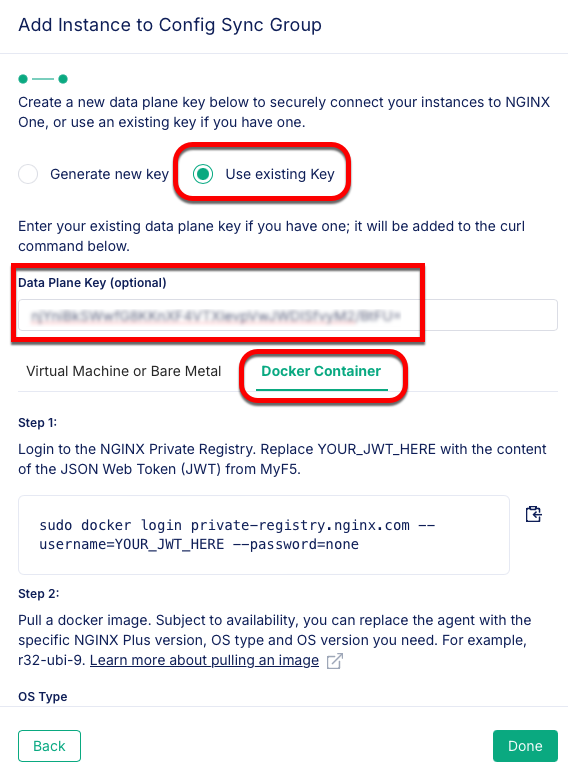 Add Instance to Config Sync Group
Create a new data plane key below to securely connect your instances to NGINX
One, or use an existing key if you have one.
Generate new key
Use existing Key
Enter your existing data plane key if you have one; it will be added to the curl
command below.
Data Plane Key (optional)
Virtual Machine or Bare Metal
Docker Container
Step 1:
Login to the NGINX Private Registry. Replace YOUR_JWT_HERE with the content
of the JSON Web Token (JWT) from MyF5.
sudo docker login private-registry.nginx.com --
username=YOUR_JWT_HERE --password=none
Step 2:
Pull a docker image. Subject to availability, you can replace the agent with the
specific NGINX Plus version, OS type and OS version you need. For example,
r32-ubi-9. Learn more about pulling an image
OS Type
Back
Done